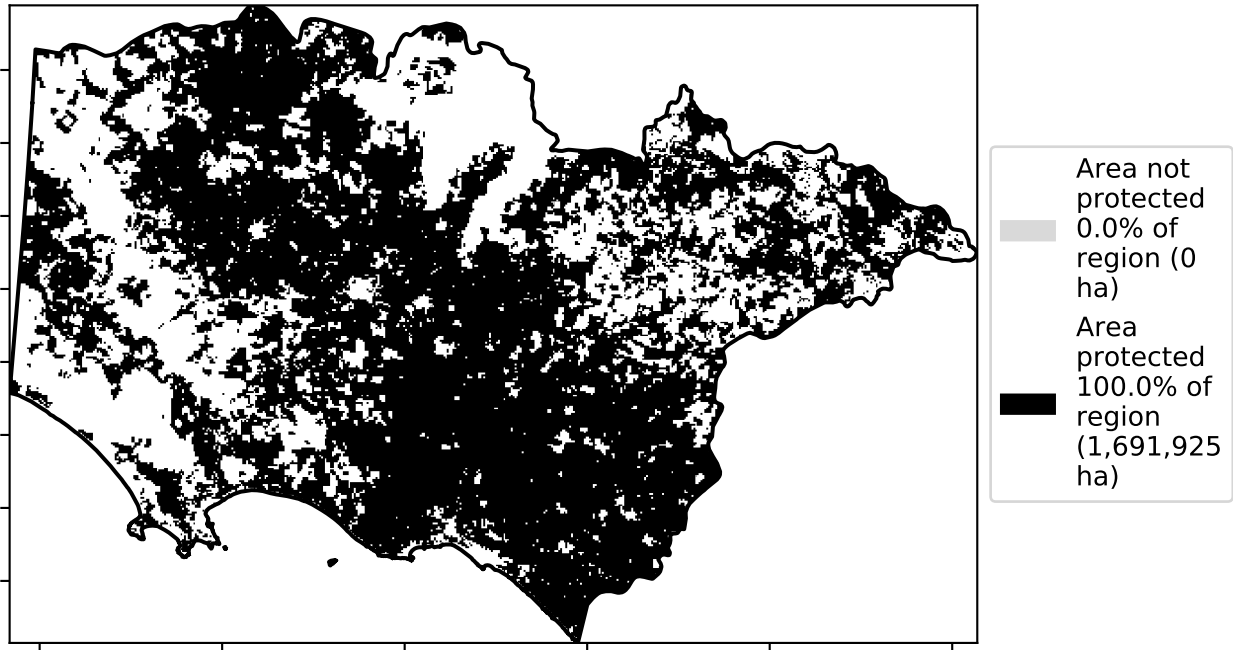 Area not
protected
0.0% of
region (0
ha)
Area
protected
100.0% of
region
(1,691,925
ha)